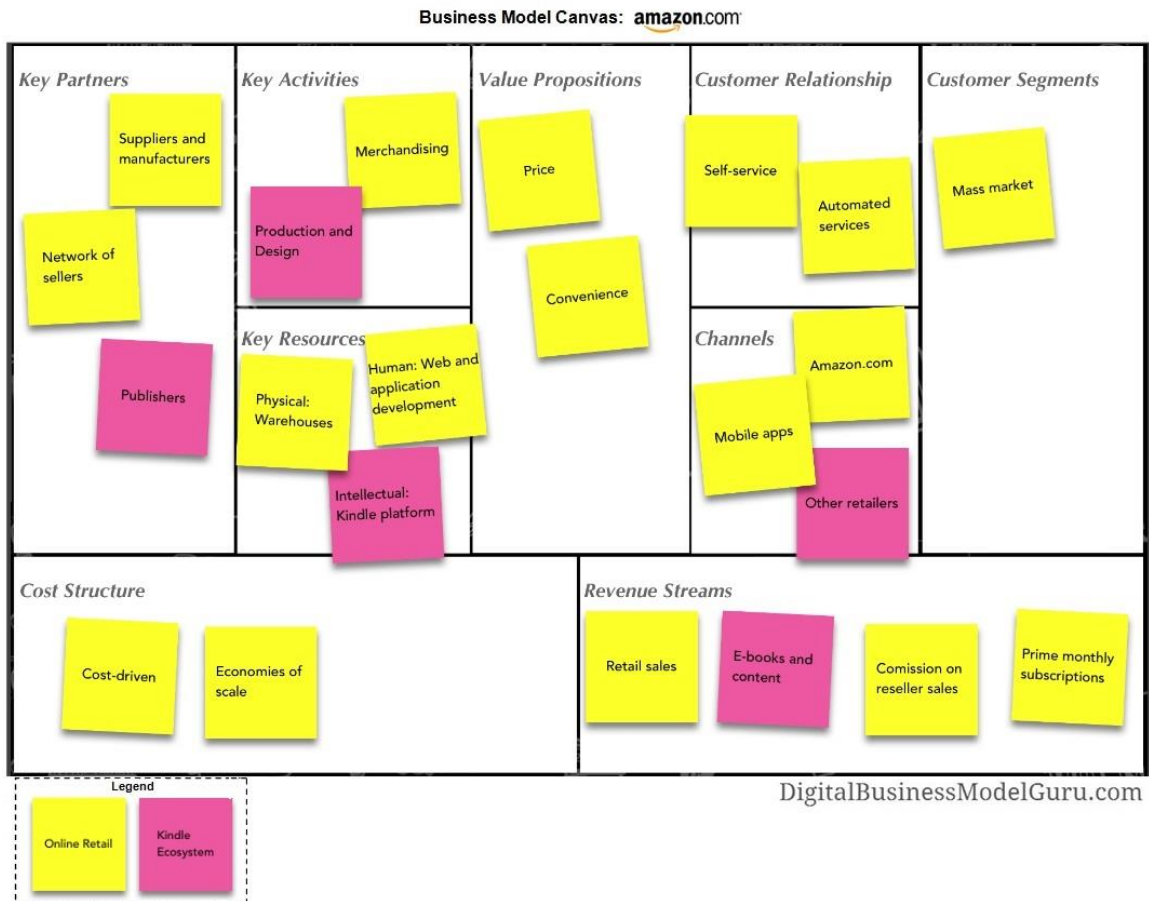 Business Model Canvas: amazon.com
Key Partners
Suppliers and
manufacturers
Network of
sellers
Publishers
Key Activities
Merchandising
Production and
Design
Key Resources
Physical:
Warehouses
Human: Web and
application
development
Intellectual:
Kindle platform
Value Propositions
Price
Convenience
Customer Relationship
Self-service
Automated
services
Channels
Amazon.com
Mobile apps
Other retailers
Customer Segments
Mass market
Cost Structure
Cost-driven
Economies of
scale
Revenue Streams
Retail sales
E-books and
content
Comission on
reseller sales
Prime monthly
subscriptions
DigitalBusinessModelGuru.com
Legend
Online Retail
Kindle
Ecosystem